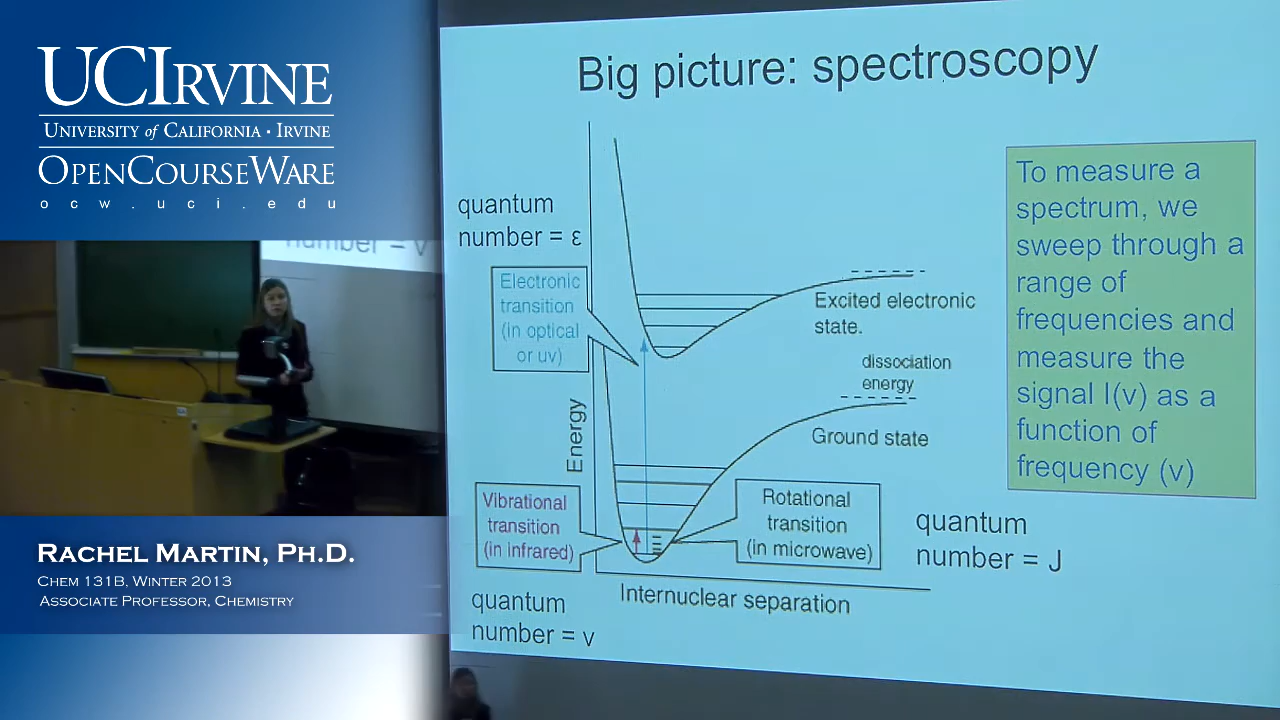 UCIRVINE
UNIVERSITY of CALIFORNIA · IRVINE
OPENCOURSEWARE
ocw.uci.edu
number = v
RACHEL MARTIN, PH.D.
CHEM 131B, WINTER 2013
ASSOCIATE PROFESSOR, CHEMISTRY
Big picture: spectroscopy
quantum
number = ε
Electronic
transition
(in optical
or uv)
Excited electronic
state.
dissociation
energy
Ground state
Energy
Vibrational
transition
(in infrared)
Rotational
transition
(in microwave)
quantum
number = J
Internuclear separation
quantum
number = v
To measure a
spectrum, we
sweep through a
range of
frequencies and
measure the
signal I(v) as a
function of
frequency (v)